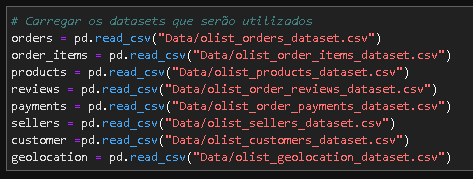 # Carregar os datasets que serão utilizados
orders = pd.read_csv("Data/olist_orders_dataset.csv")
order_items = pd.read_csv("Data/olist_order_items_dataset.csv")
products = pd.read_csv("Data/olist_products_dataset.csv")
reviews = pd.read_csv("Data/olist_order_reviews_dataset.csv")
payments = pd.read_csv("Data/olist_order_payments_dataset.csv")
sellers = pd.read_csv("Data/olist_sellers_dataset.csv")
customer =pd.read_csv("Data/olist_customers_dataset.csv")
geolocation = pd.read_csv("Data/olist_geolocation_dataset.csv")